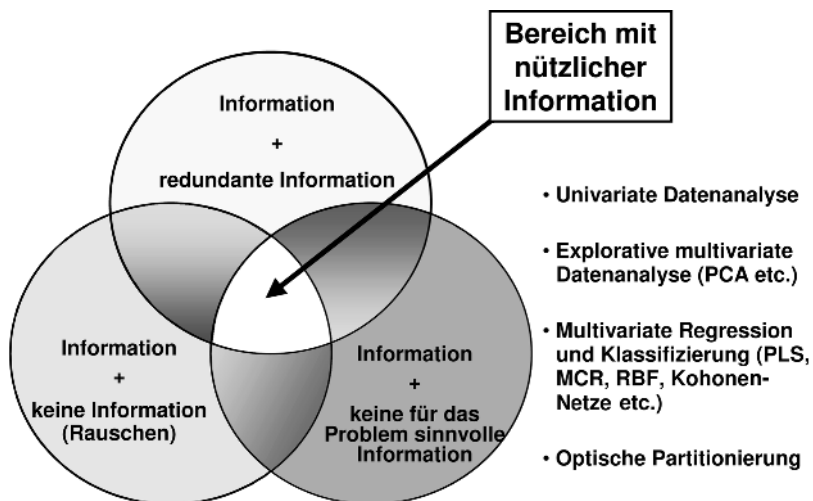 Bereich mit
nützlicher
Information
Information
+
redundante Information
Information
+
keine Information
(Rauschen)
Information
+
keine für das
Problem sinnvolle
Information
• Univariate Datenanalyse
• Explorative multivariate
Datenanalyse (PCA etc.)
• Multivariate Regression
und Klassifizierung (PLS,
MCR, RBF, Kohonen-
Netze etc.)
• Optische Partitionierung